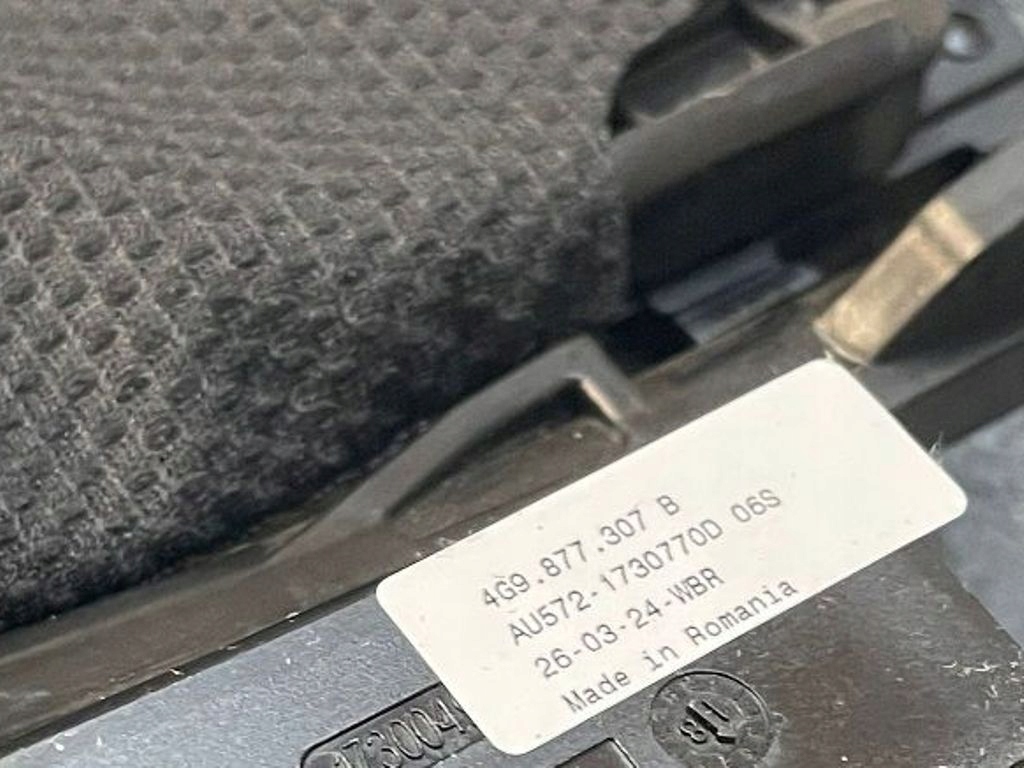 4G9.877.307 B
AU572-1730770D 06S
26-03-24-WBR
Made in Romania